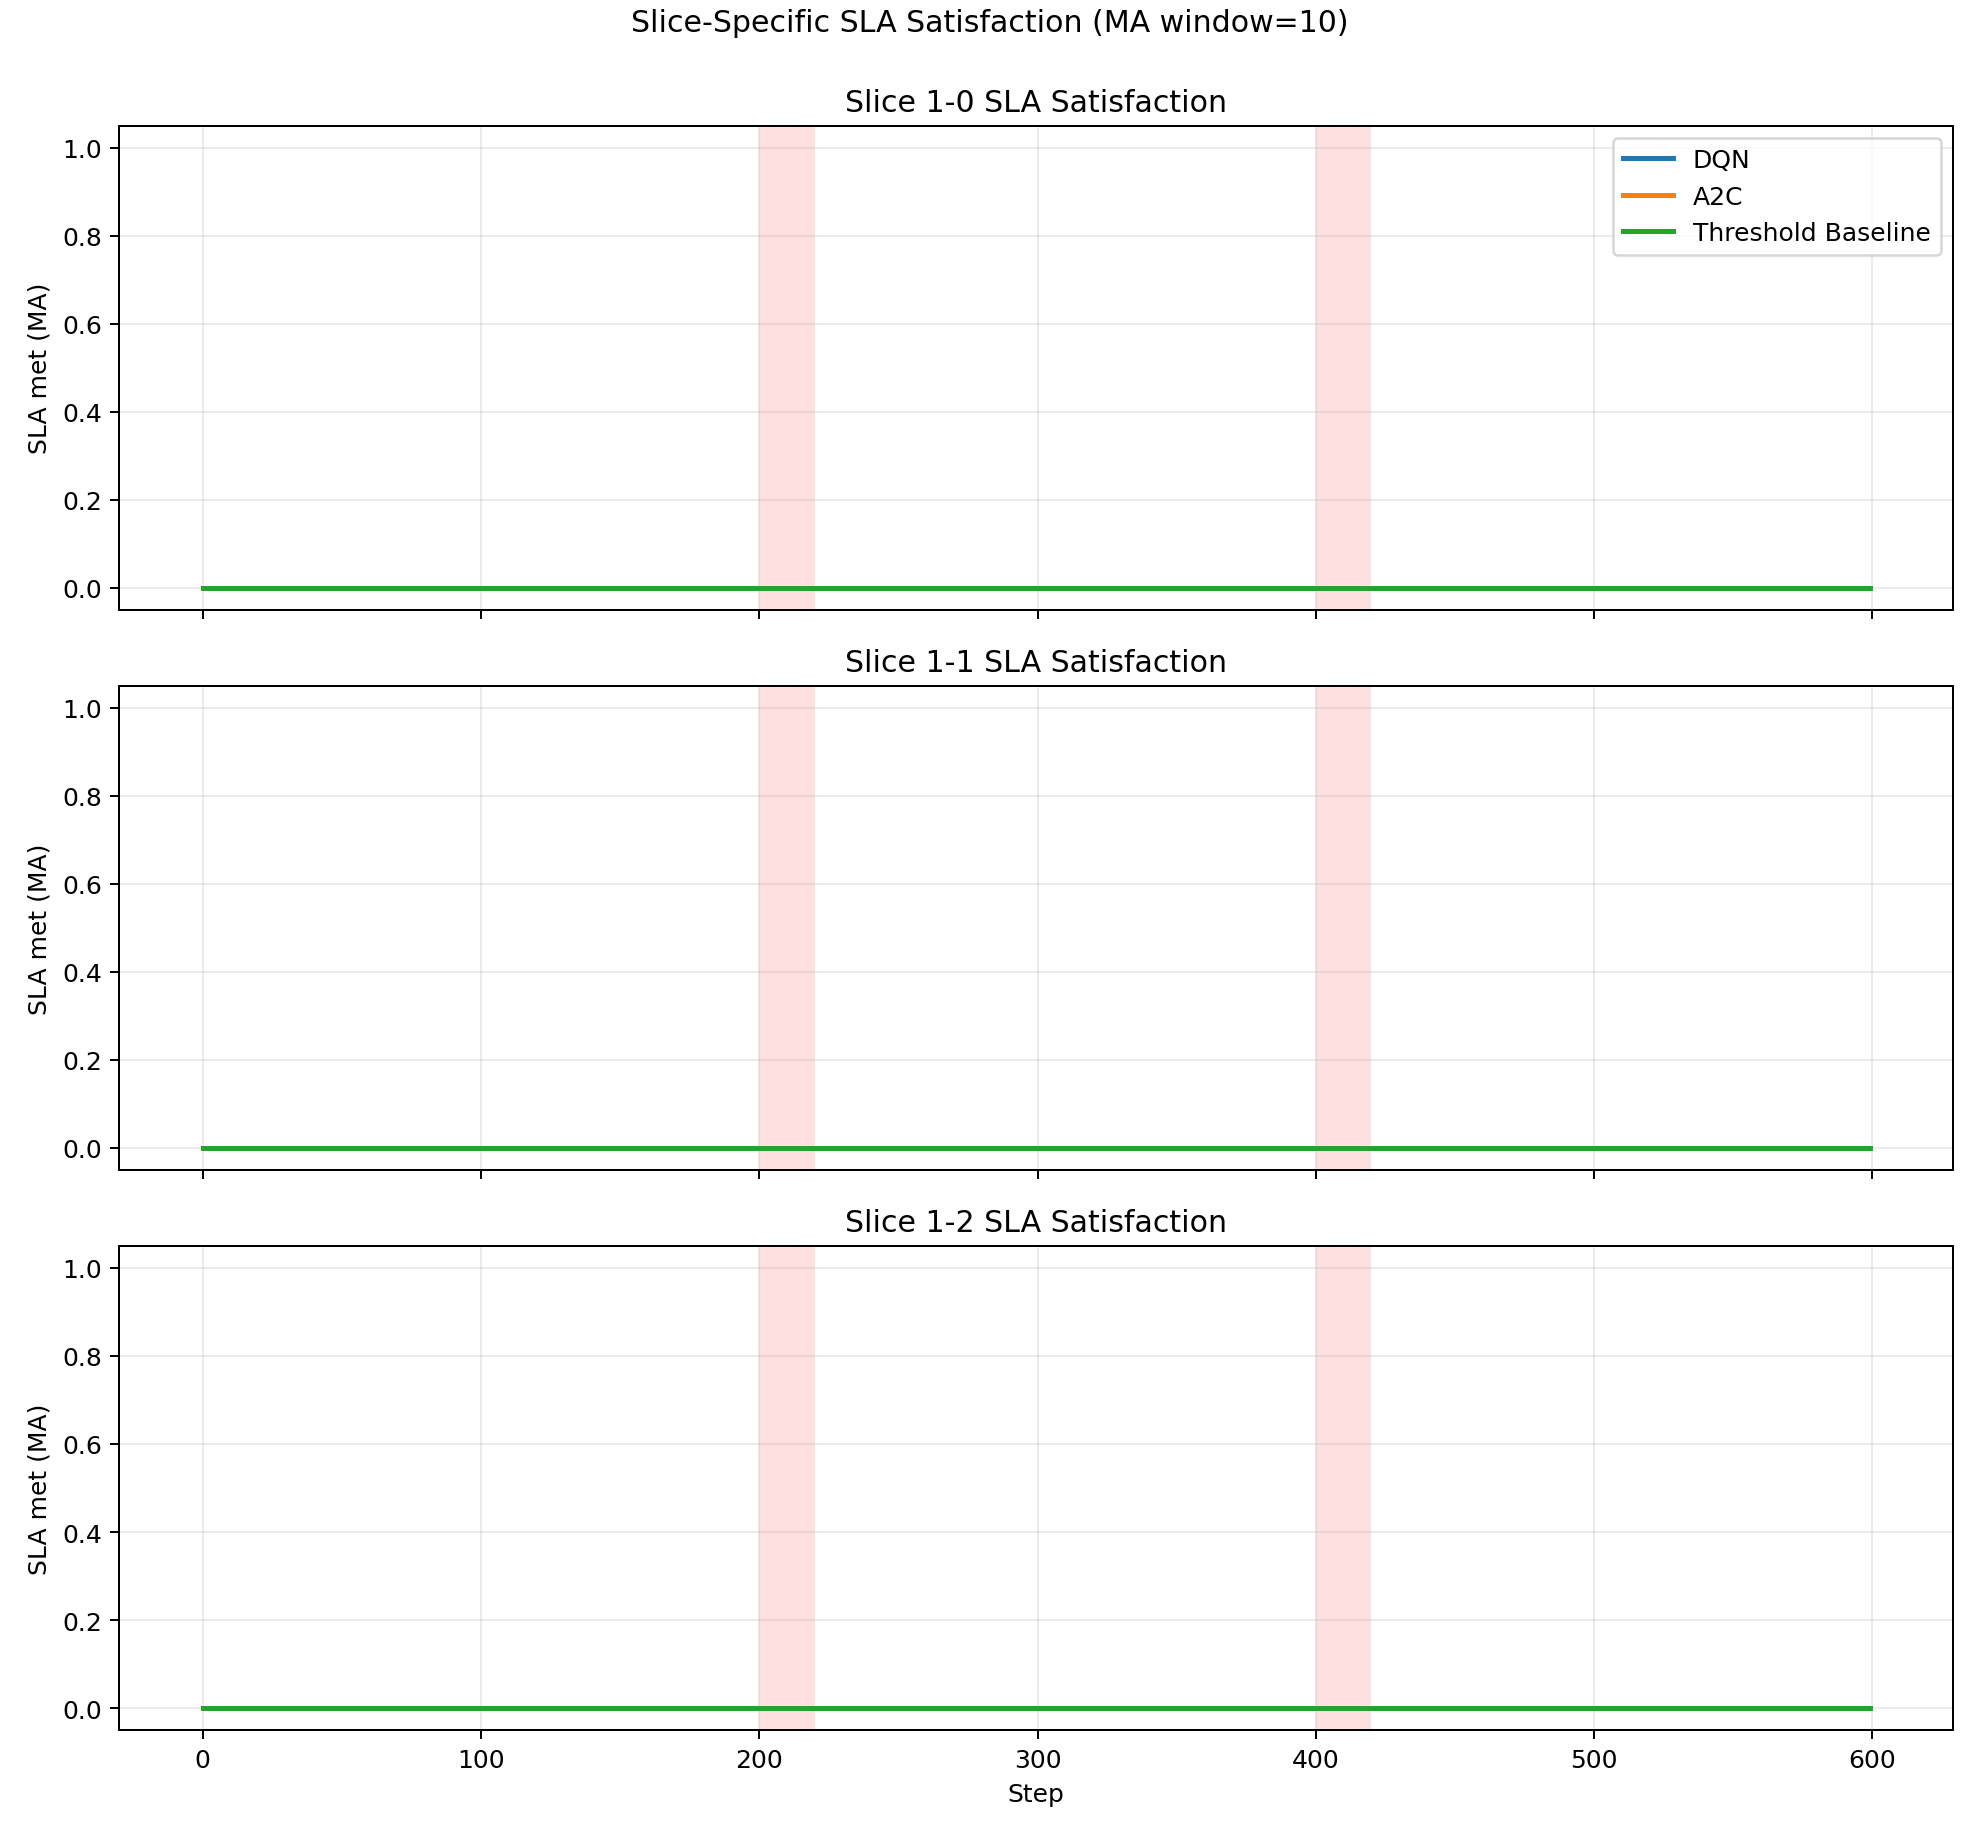 Slice-Specific SLA Satisfaction (MA window=10)
Slice 1-0 SLA Satisfaction
1.0
0.8
0.6
0.4
0.2
0.0
SLA met (MA)
DQN
A2C
Threshold Baseline
Slice 1-1 SLA Satisfaction
1.0
0.8
0.6
0.4
0.2
0.0
SLA met (MA)
Slice 1-2 SLA Satisfaction
1.0
0.8
0.6
0.4
0.2
0.0
SLA met (MA)
0 100 200 300 400 500 600
Step